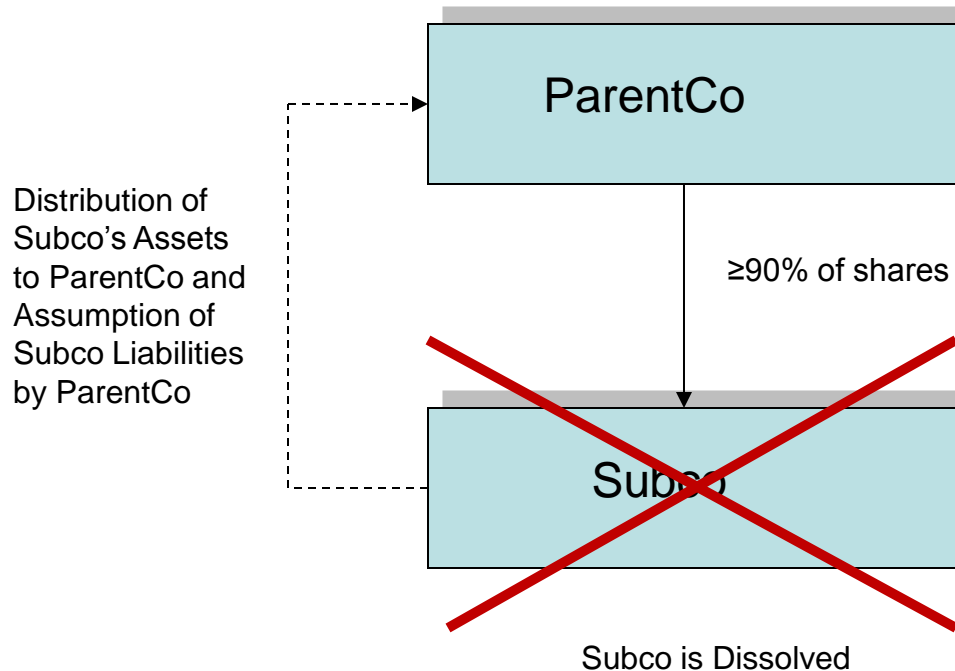 ParentCo
Distribution of
Subco's Assets
to ParentCo and
Assumption of
Subco Liabilities
by ParentCo
≥90% of shares
Subco
Subco is Dissolved